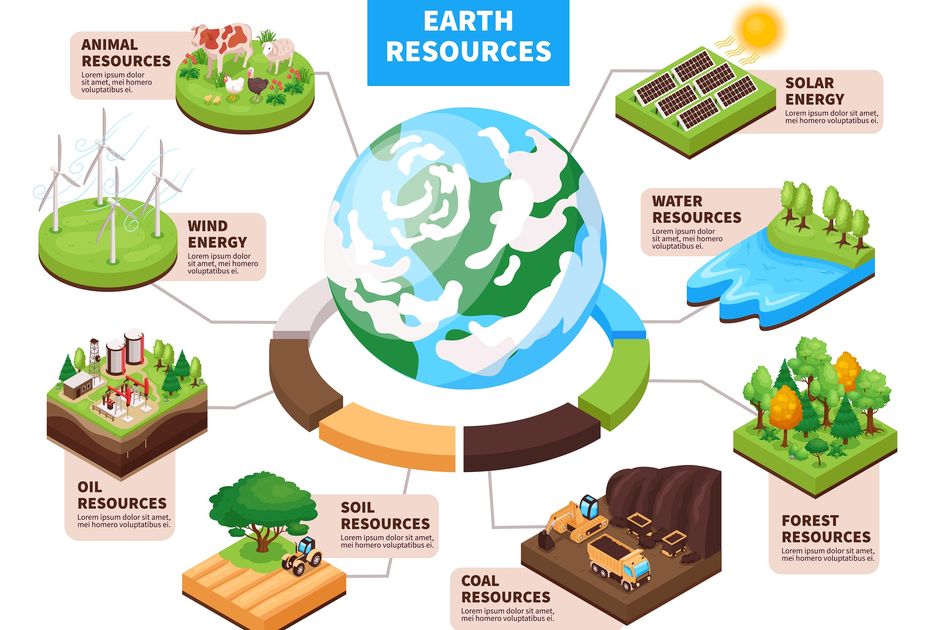 EARTH
RESOURCES
ANIMAL
RESOURCES
Lorem ipsum dolor
sit amet, mei homero
voluptatibus ei.
SOLAR
ENERGY
Lorem ipsum dolor
sit amet, mei homero
voluptatibus ei.
WIND
ENERGY
Lorem ipsum dolor
sit amet, mei homero
voluptatibus ei.
WATER
RESOURCES
Lorem ipsum dolor
sit amet, mei homero
voluptatibus ei.
OIL
RESOURCES
Lorem ipsum dolor
sit amet, mei homero
voluptatibus ei.
SOIL
RESOURCES
Lorem ipsum dolor
sit amet, mei homero
voluptatibus ei.
COAL
RESOURCES
Lorem ipsum dolor
sit amet, mei homero
voluptatibus ei.
FOREST
RESOURCES
Lorem ipsum dolor
sit amet, mei homero
voluptatibus ei.